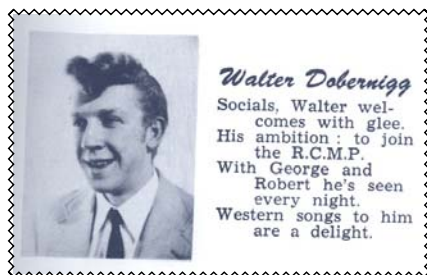 Walter Dobernigg
Socials, Walter wel-
comes with glee.
His ambition : to join
the R.C.M.P.
With George and
Robert he's seen
every night.
Western songs to him
are a delight.